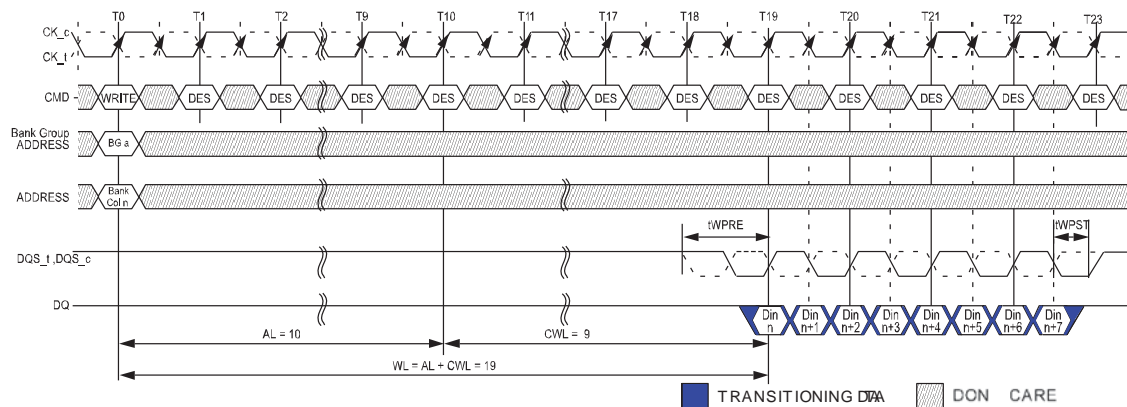 T0 T1 T2 T9 T10 T11 T17 T18 T19 T20 T21 T22 T23
CK_c
CK_t
CMD WRITE DES DES DES DES DES DES DES DES DES DES DES DES
Bank Group
ADDRESS
BG a
ADDRESS
Bank
Col n
tWPRE tWPST
DQS_t ,DQS_c
DQ
Din n Din n+1 Din n+2 Din n+3 Din n+4 Din n+5 Din n+6 Din n+7
AL = 10 CWL = 9
WL = AL + CWL = 19
TRANSITIONING DATA DON CARE